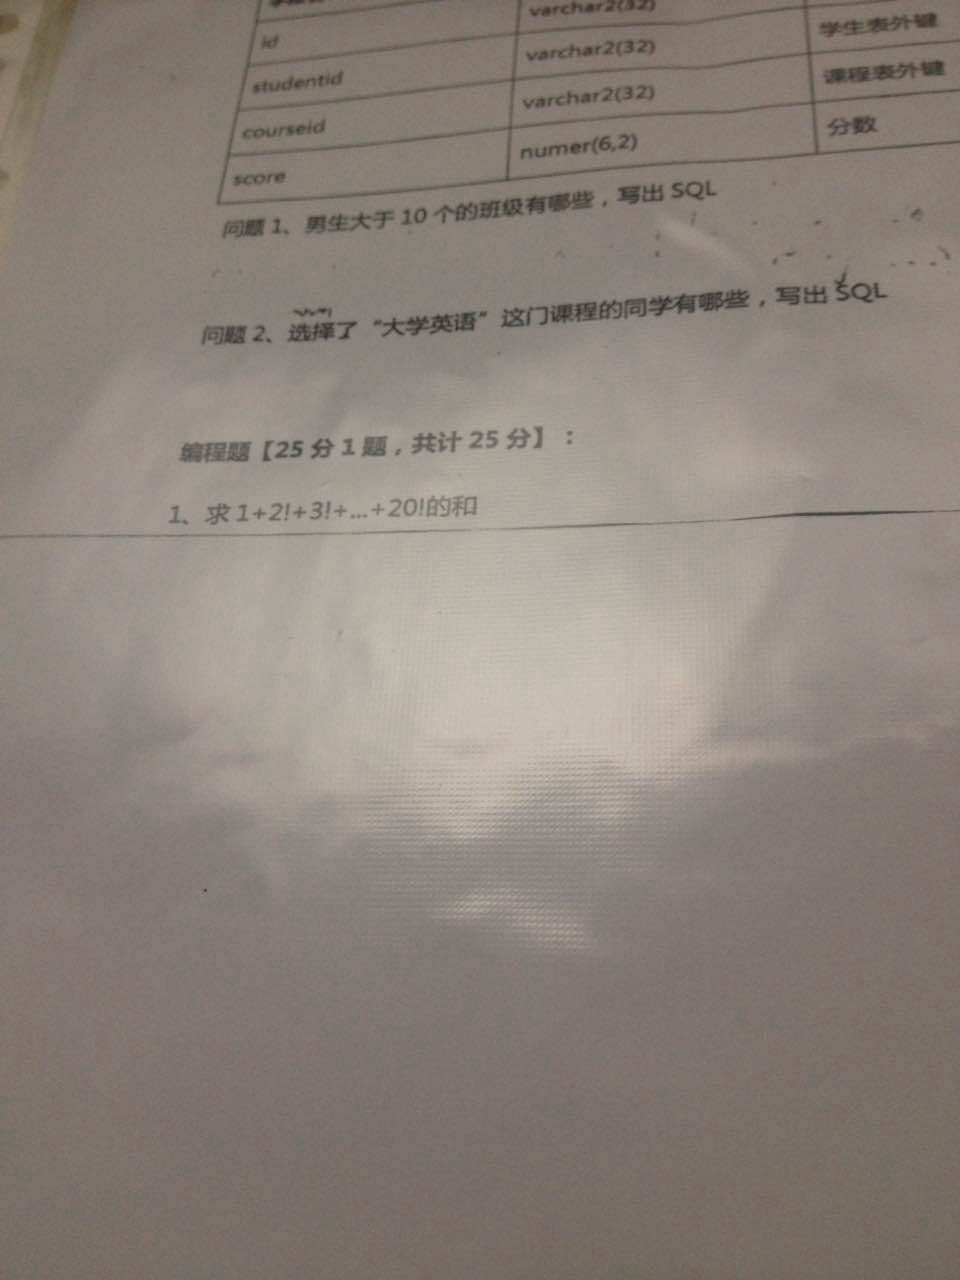 varchar2(32)
id varchar2(32) 学生表外键
studentid varchar2(32) 课程表外键
courseid numer(6,2) 分数
score
问题 1、男生大于 10 个的班级有哪些，写出 SQL
问题 2、选择了“大学英语”这门课程的同学有哪些，写出 SQL
编程题【25 分 1 题，共计 25 分】：
1、求 1+2!+3!+...+20!的和